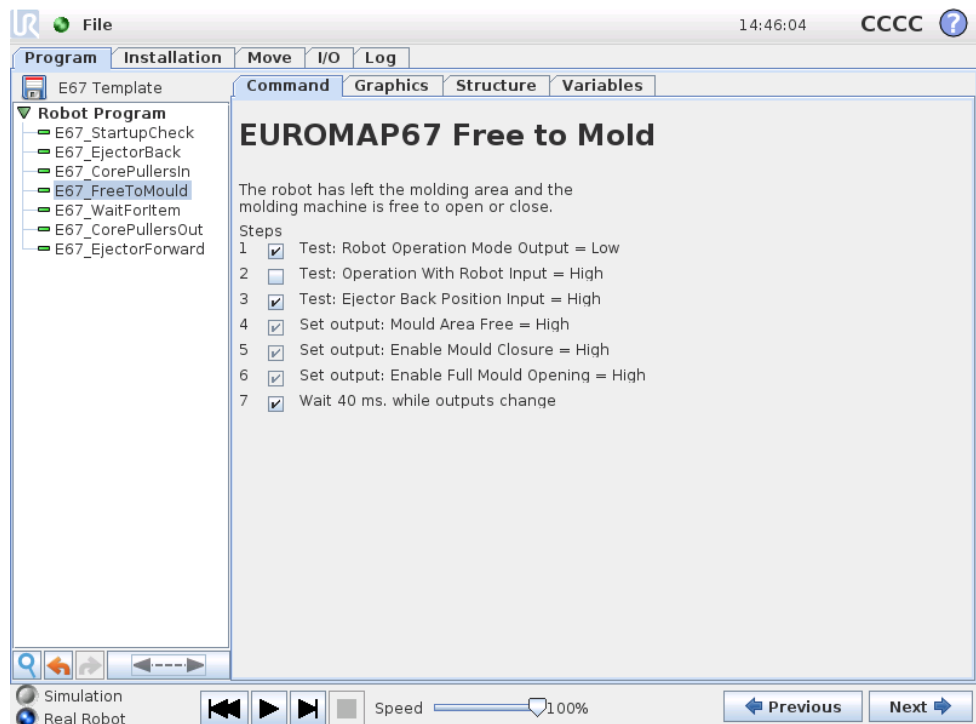 UR File 14:46:04 CCCC ?
Program Installation Move I/O Log
E67 Template
Command Graphics Structure Variables
Robot Program
E67_StartupCheck
E67_EjectorBack
E67_CorePullersIn
E67_FreeToMould
E67_WaitForItem
E67_CorePullersOut
E67_EjectorForward
EUROMAP67 Free to Mold
The robot has left the molding area and the
molding machine is free to open or close.
Steps
1 Test: Robot Operation Mode Output = Low
2 Test: Operation With Robot Input = High
3 Test: Ejector Back Position Input = High
4 Set output: Mould Area Free = High
5 Set output: Enable Mould Closure = High
6 Set output: Enable Full Mould Opening = High
7 Wait 40 ms. while outputs change
Simulation
Real Robot
Speed 100%
Previous Next